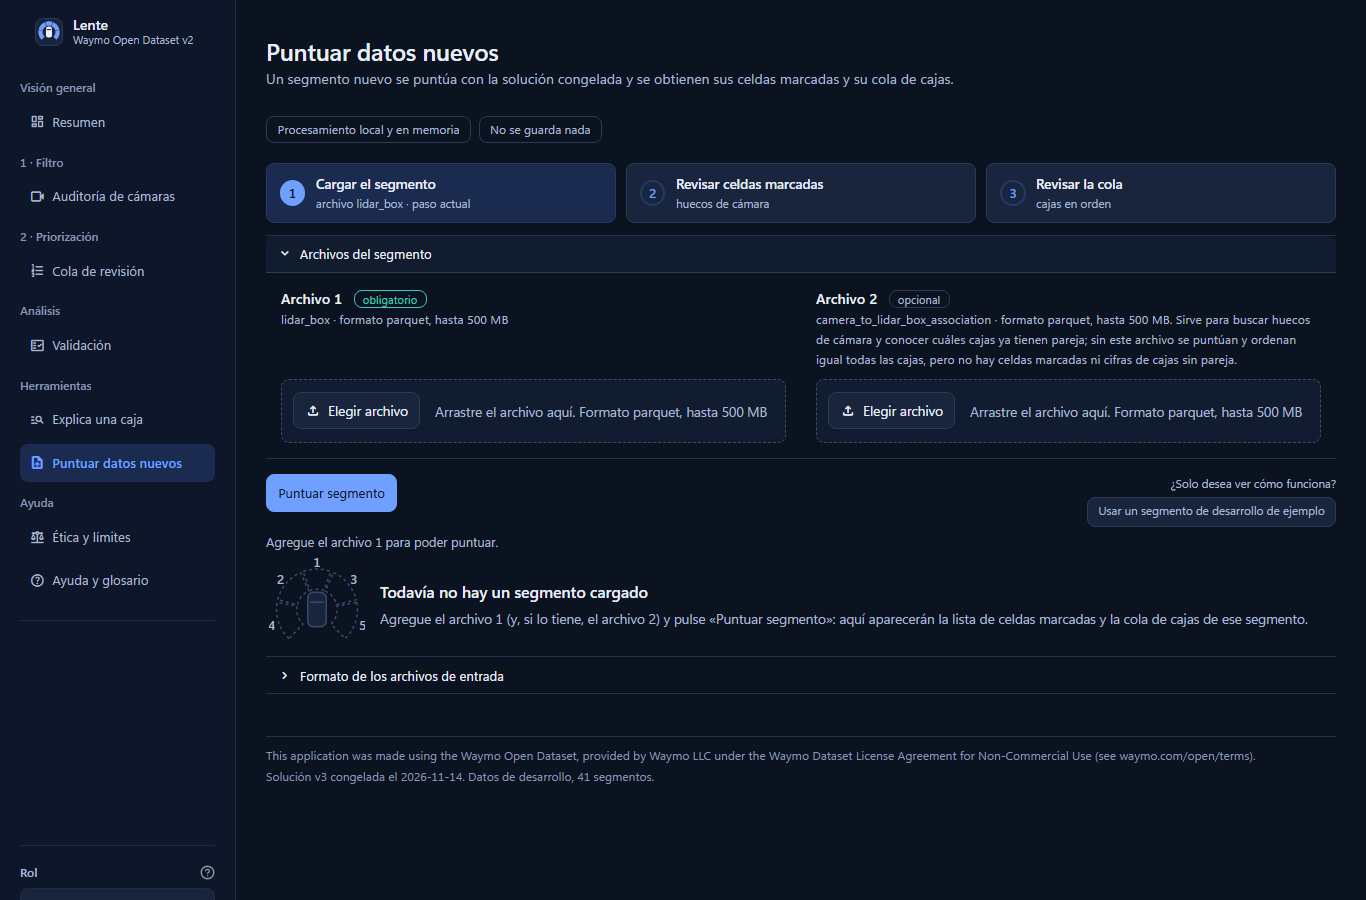 Lente
Waymo Open Dataset v2
Visión general
Resumen
1 · Filtro
Auditoría de cámaras
2 · Priorización
Cola de revisión
Análisis
Validación
Herramientas
Explica una caja
Puntuar datos nuevos
Ayuda
Ética y límites
Ayuda y glosario
Rol
Puntuar datos nuevos
Un segmento nuevo se puntúa con la solución congelada y se obtienen sus celdas marcadas y su cola de cajas.
Procesamiento local y en memoria
No se guarda nada
1
Cargar el segmento
archivo lidar_box · paso actual
2
Revisar celdas marcadas
huecos de cámara
3
Revisar la cola
cajas en orden
Archivos del segmento
Archivo 1 obligatorio
lidar_box · formato parquet, hasta 500 MB
Elegir archivo
Arrastre el archivo aquí. Formato parquet, hasta 500 MB
Archivo 2 opcional
camera_to_lidar_box_association · formato parquet, hasta 500 MB. Sirve para buscar huecos
de cámara y conocer cuáles cajas ya tienen pareja; sin este archivo se puntúan y ordenan
igual todas las cajas, pero no hay celdas marcadas ni cifras de cajas sin pareja.
Elegir archivo
Arrastre el archivo aquí. Formato parquet, hasta 500 MB
Puntuar segmento
¿Solo desea ver cómo funciona?
Usar un segmento de desarrollo de ejemplo
Agregue el archivo 1 para poder puntuar.
1
2
3
4
5
Todavía no hay un segmento cargado
Agregue el archivo 1 (y, si lo tiene, el archivo 2) y pulse «Puntuar segmento»: aquí aparecerán la lista de celdas marcadas y la cola de cajas de ese segmento.
Formato de los archivos de entrada
This application was made using the Waymo Open Dataset, provided by Waymo LLC under the Waymo Dataset License Agreement for Non-Commercial Use (see waymo.com/open/terms).
Solución v3 congelada el 2026-11-14. Datos de desarrollo, 41 segmentos.